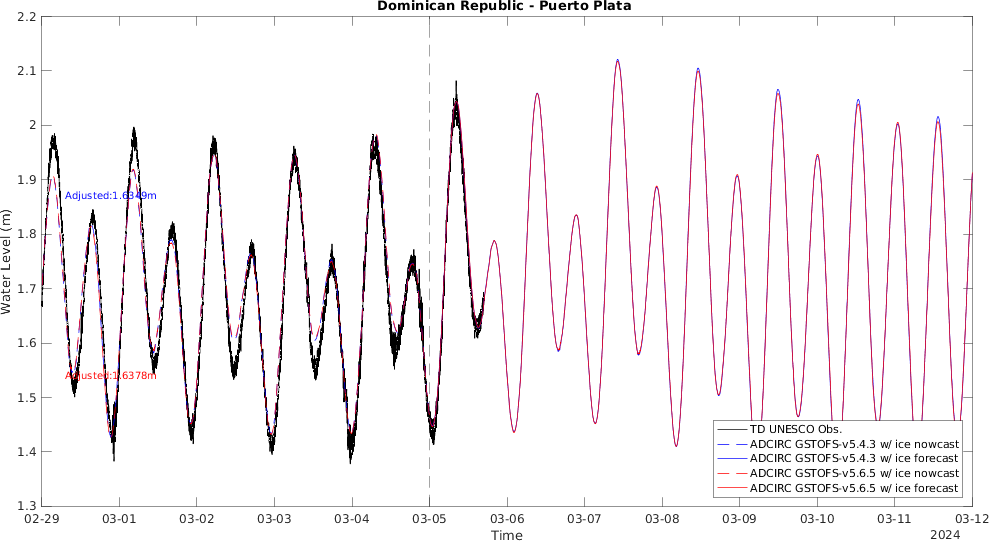 Dominican Republic - Puerto Plata
Water Level (m)
2.2
2.1
2
1.9
1.8
1.7
1.6
1.5
1.4
1.3
Adjusted:1.6349m
Adjusted:1.6378m
TD UNESCO Obs.
ADCIRC GSTOFS-v5.4.3 w/ ice nowcast
ADCIRC GSTOFS-v5.4.3 w/ ice forecast
ADCIRC GSTOFS-v5.6.5 w/ ice nowcast
ADCIRC GSTOFS-v5.6.5 w/ ice forecast
02-29 03-01 03-02 03-03 03-04 03-05 03-06 03-07 03-08 03-09 03-10 03-11 03-12
Time
2024